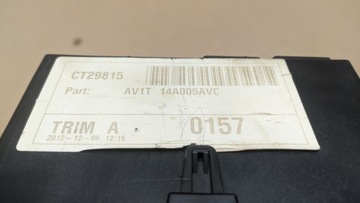 CT29815
Part: AV1T 14A005AVC
TRIM A 0157
2012-12-06 12:15